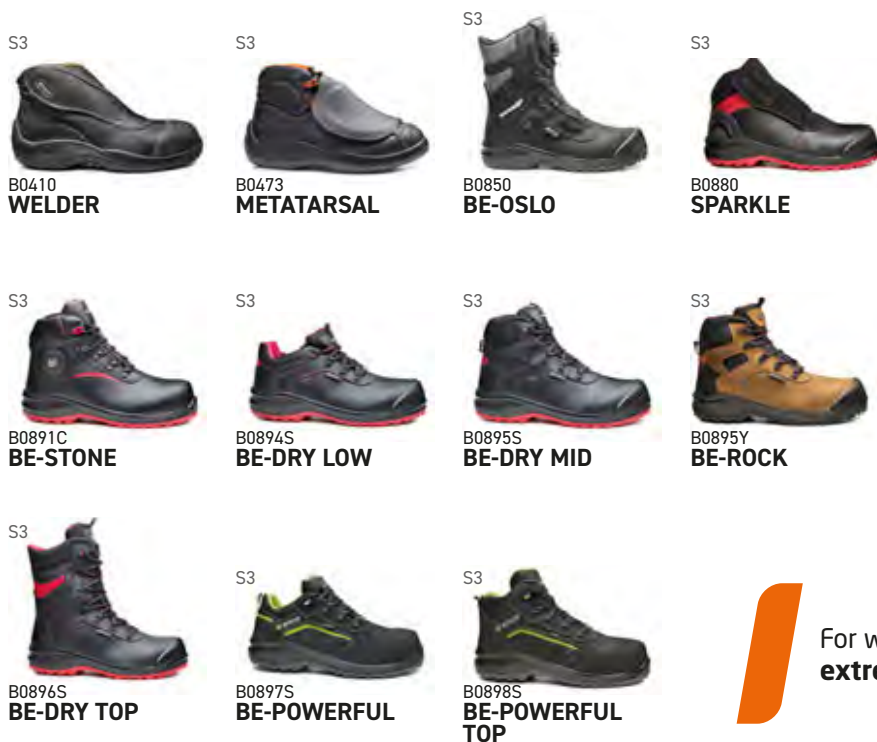 S3
B0410
WELDER
S3
B0473
METATARSAL
S3
B0850
BE-OSLO
S3
B0880
SPARKLE
S3
B0891C
BE-STONE
S3
B0894S
BE-DRY LOW
S3
B0895S
BE-DRY MID
S3
B0895Y
BE-ROCK
S3
B0896S
BE-DRY TOP
S3
B0897S
BE-POWERFUL
S3
B0898S
BE-POWERFUL
TOP
For